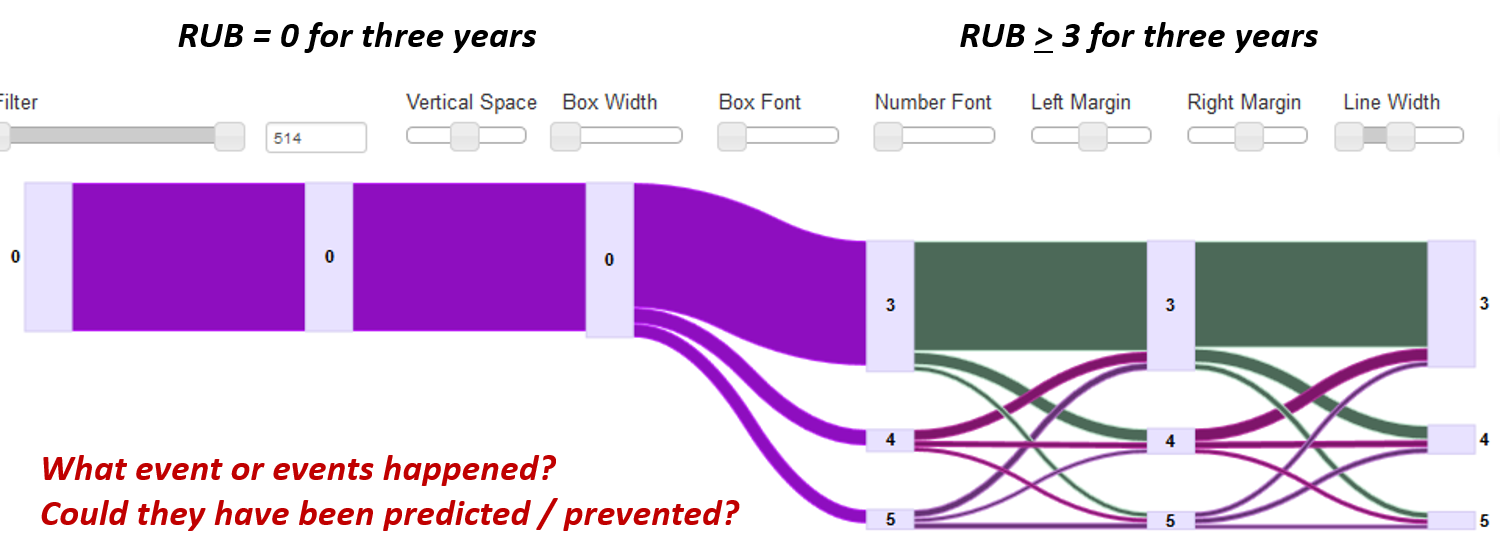 RUB = 0 for three years
RUB ≥ 3 for three years
Filter
Vertical Space
Box Width
Box Font
Number Font
Left Margin
Right Margin
Line Width
514
0
0
0
3
3
3
4
4
4
5
5
5
What event or events happened?
Could they have been predicted / prevented?